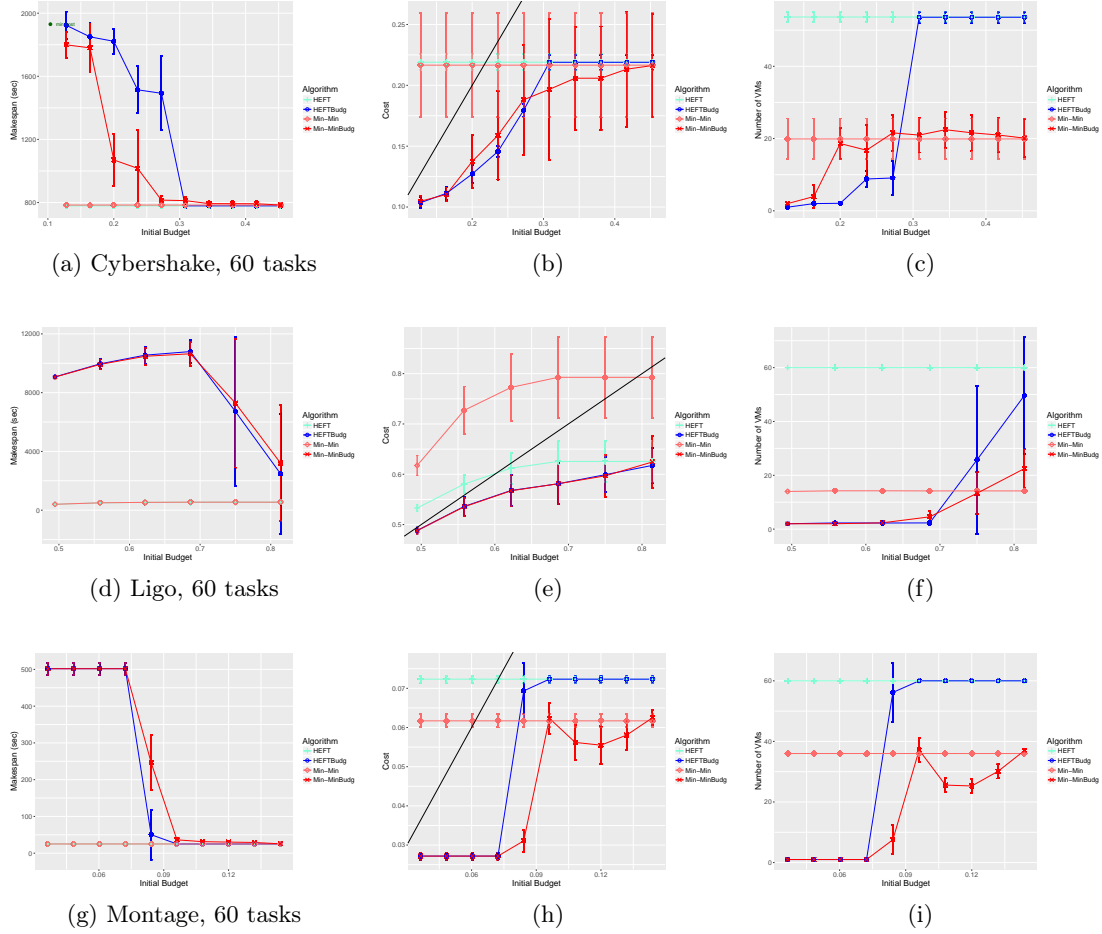 2000
1600
1200
800
0.1
0.2
0.3
0.4
Initial Budget
Makespan (sec)
Algorithm
HEFT
HEFTBudg
Min−Min
Min−MinBudg
0.25
0.20
0.15
0.10
0.2
0.3
0.4
Initial Budget
Cost
Algorithm
HEFT
HEFTBudg
Min−Min
Min−MinBudg
40
20
0
0.2
0.3
0.4
Initial Budget
Number of VMs
Algorithm
HEFT
HEFTBudg
Min−Min
Min−MinBudg
(a) Cybershake, 60 tasks
(b)
(c)
12000
8000
4000
0
0.5
0.6
0.7
0.8
Initial Budget
Makespan (sec)
Algorithm
HEFT
HEFTBudg
Min−Min
Min−MinBudg
0.8
0.7
0.6
0.5
0.5
0.6
0.7
0.8
Initial Budget
Cost
Algorithm
HEFT
HEFTBudg
Min−Min
Min−MinBudg
60
40
20
0
0.5
0.6
0.7
0.8
Initial Budget
Number of VMs
Algorithm
HEFT
HEFTBudg
Min−Min
Min−MinBudg
(d) Ligo, 60 tasks
(e)
(f)
500
400
300
200
100
0
0.06
0.09
0.12
Initial Budget
Makespan (sec)
Algorithm
HEFT
HEFTBudg
Min−Min
Min−MinBudg
0.07
0.06
0.05
0.04
0.03
0.06
0.09
0.12
Initial Budget
Cost
Algorithm
HEFT
HEFTBudg
Min−Min
Min−MinBudg
60
40
20
0
0.06
0.09
0.12
Initial Budget
Number of VMs
Algorithm
HEFT
HEFTBudg
Min−Min
Min−MinBudg
(g) Montage, 60 tasks
(h)
(i)